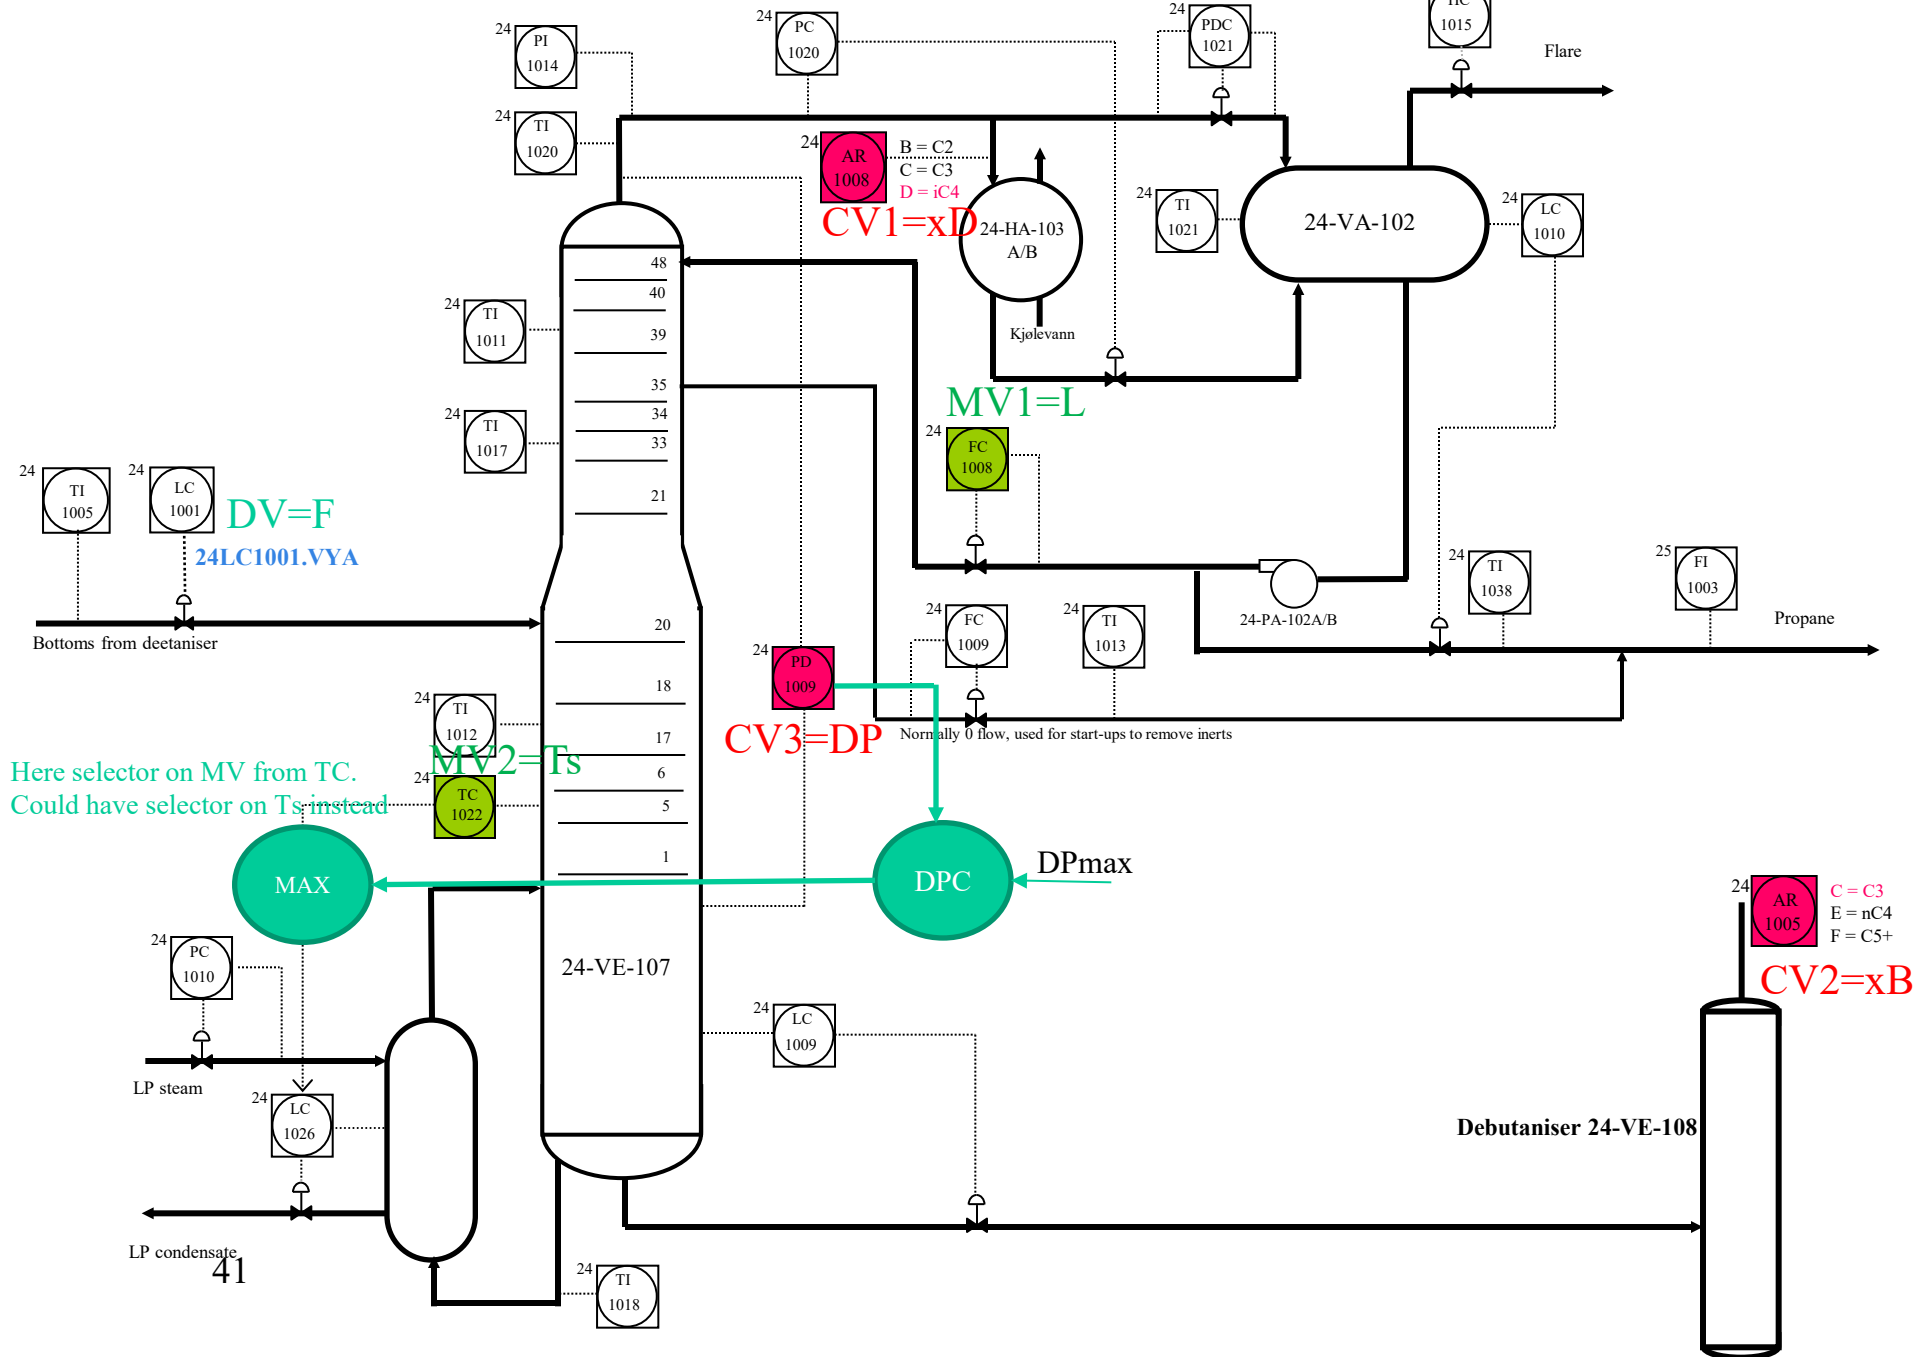 24
PI
1014
24
TI
1020
24
PC
1020
24
PDC
1021
1015
Flare
24
AR
1008
B = C2
C = C3
D = iC4
CV1=xD
24-HA-103
A/B
Kjølevann
24
TI
1021
24-VA-102
24
LC
1010
48
40
39
35
34
33
21
20
18
17
6
5
1
24
TI
1011
24
TI
1017
MV1=L
24
FC
1008
24
TI
1005
24
LC
1001
DV=F
24LC1001.VYA
Bottoms from deetaniser
24-PA-102A/B
24
TI
1038
25
FI
1003
Propane
24
FC
1009
24
TI
1013
Normally 0 flow, used for start-ups to remove inerts
24
PD
1009
CV3=DP
24
TI
1012
MV2=Ts
24
TC
1022
Here selector on MV from TC.
Could have selector on Ts instead
MAX
DPC
DPmax
24
AR
1005
C = C3
E = nC4
F = C5+
CV2=xB
24
PC
1010
LP steam
24-VE-107
24
LC
1009
24
LC
1026
LP condensate
41
24
TI
1018
Debutaniser 24-VE-108